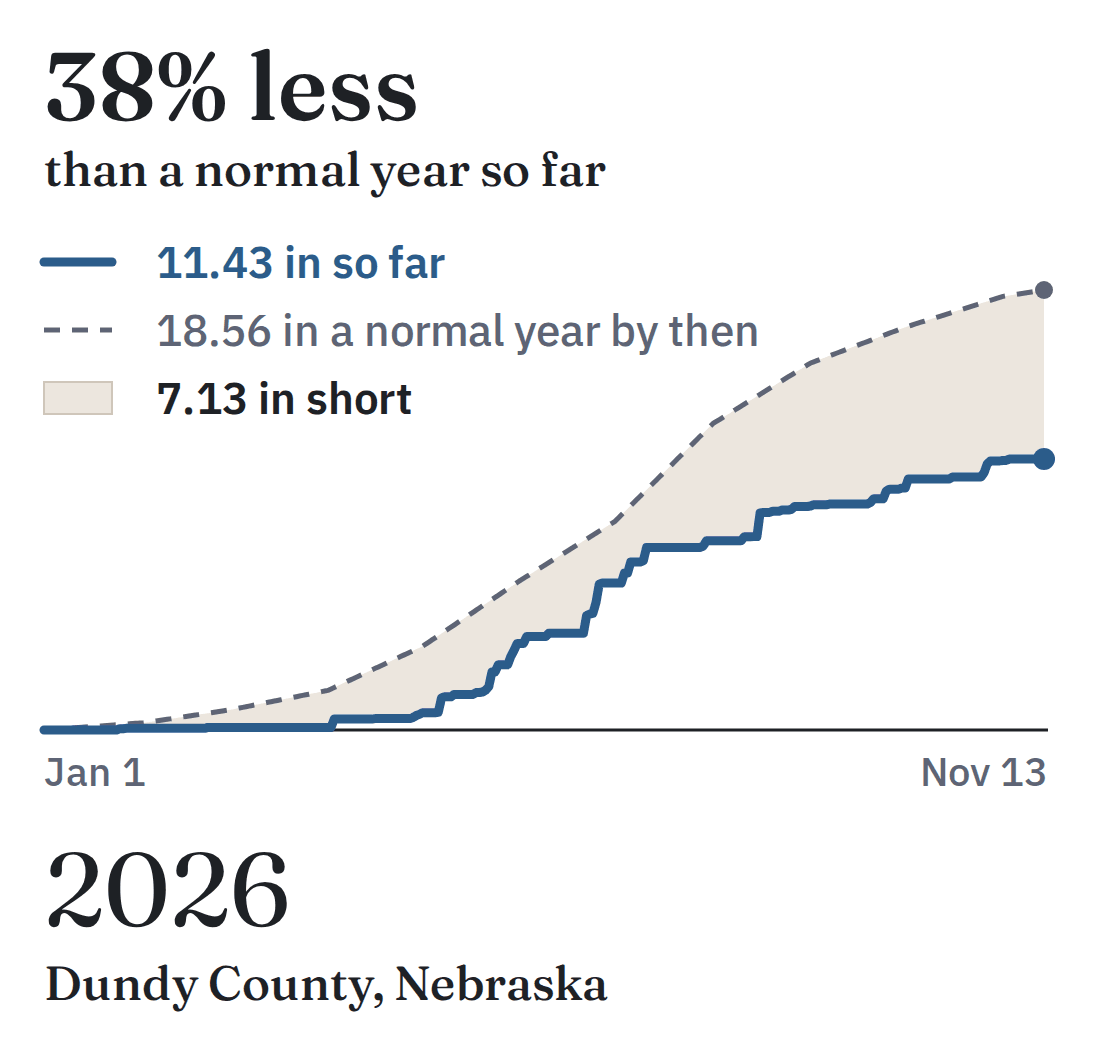 38% less
than a normal year so far
11.43 in so far
18.56 in a normal year by then
7.13 in short
Jan 1
Nov 13
2026
Dundy County, Nebraska